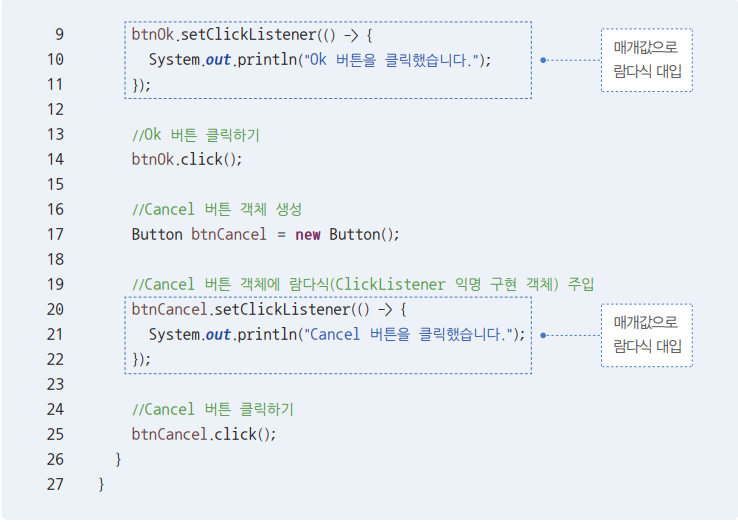 9 btnOk.setClickListener(() -> {
10 System.out.println("Ok 버튼을 클릭했습니다.");
11 });
매개값으로
람다식 대입
12
13 //Ok 버튼 클릭하기
14 btnOk.click();
15
16 //Cancel 버튼 객체 생성
17 Button btnCancel = new Button();
18
19 //Cancel 버튼 객체에 람다식(ClickListener 익명 구현 객체) 주입
20 btnCancel.setClickListener(() -> {
21 System.out.println("Cancel 버튼을 클릭했습니다.");
22 });
매개값으로
람다식 대입
23
24 //Cancel 버튼 클릭하기
25 btnCancel.click();
26 }
27 }